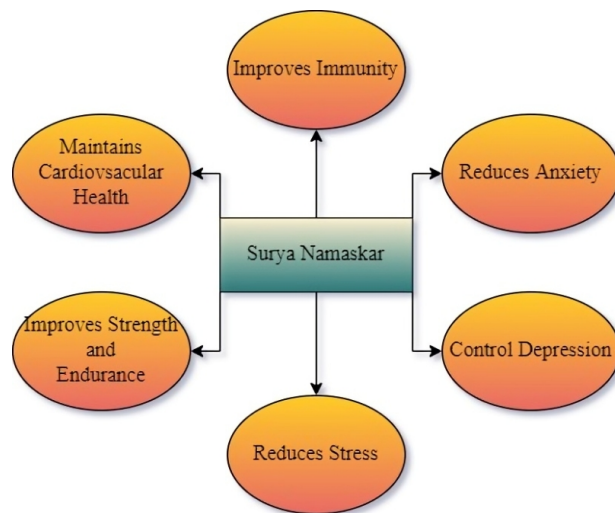 Improves Immunity
Maintains
Cardiovsacular
Health
Reduces Anxiety
Surya Namaskar
Improves Strength
and
Endurance
Control Depression
Reduces Stress